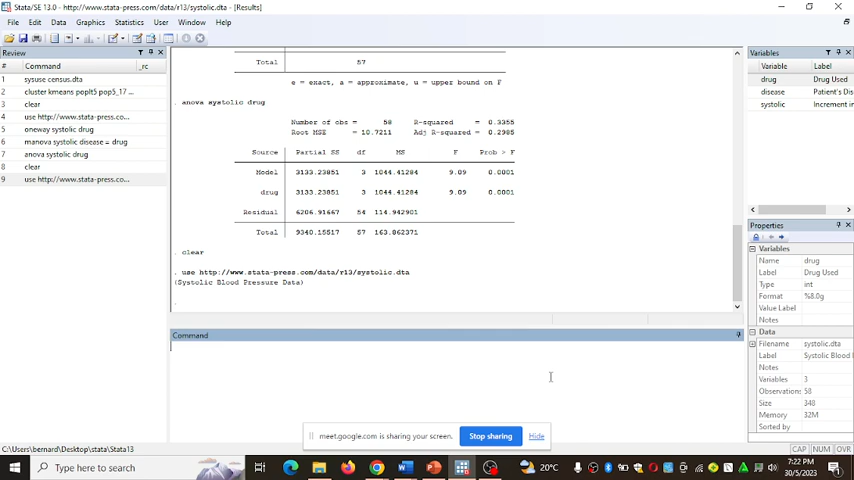 Stata/SE 13.0 - http://www.stata-press.com/data/r13/systolic.dta - [Results]
File Edit Data Graphics Statistics User Window Help
Review
# Command _rc
1 sysuse census.dta
2 cluster kmeans poplt5 pop5_17 ...
3 clear
4 use http://www.stata-press.co...
5 oneway systolic drug
6 manova systolic disease = drug
7 anova systolic drug
8 clear
9 use http://www.stata-press.co...
Total 57
e = exact, a = approximate, u = upper bound on F
. anova systolic drug
Number of obs = 58 R-squared = 0.3355
Root MSE = 10.7211 Adj R-squared = 0.2985
Source Partial SS df MS F Prob > F
Model 3133.23851 3 1044.41284 9.09 0.0001
drug 3133.23851 3 1044.41284 9.09 0.0001
Residual 6206.91667 54 114.942901
Total 9340.15517 57 163.862371
. clear
. use http://www.stata-press.com/data/r13/systolic.dta
(Systolic Blood Pressure Data)
.
Command
Variables
Variable Label
drug Drug Used
disease Patient's Dis
systolic Increment in
Properties
Variables
Name drug
Label Drug Used
Type int
Format %8.0g
Value Label
Notes
Data
Filename systolic.dta
Label Systolic Blood
Notes
Variables 3
Observations 58
Size 348
Memory 32M
Sorted by
meet.google.com is sharing your screen. Stop sharing Hide
C:\Users\bernard\Desktop\stata\Stata13
CAP NUM OVR
Type here to search
20°C
7:22 PM
30/5/2023